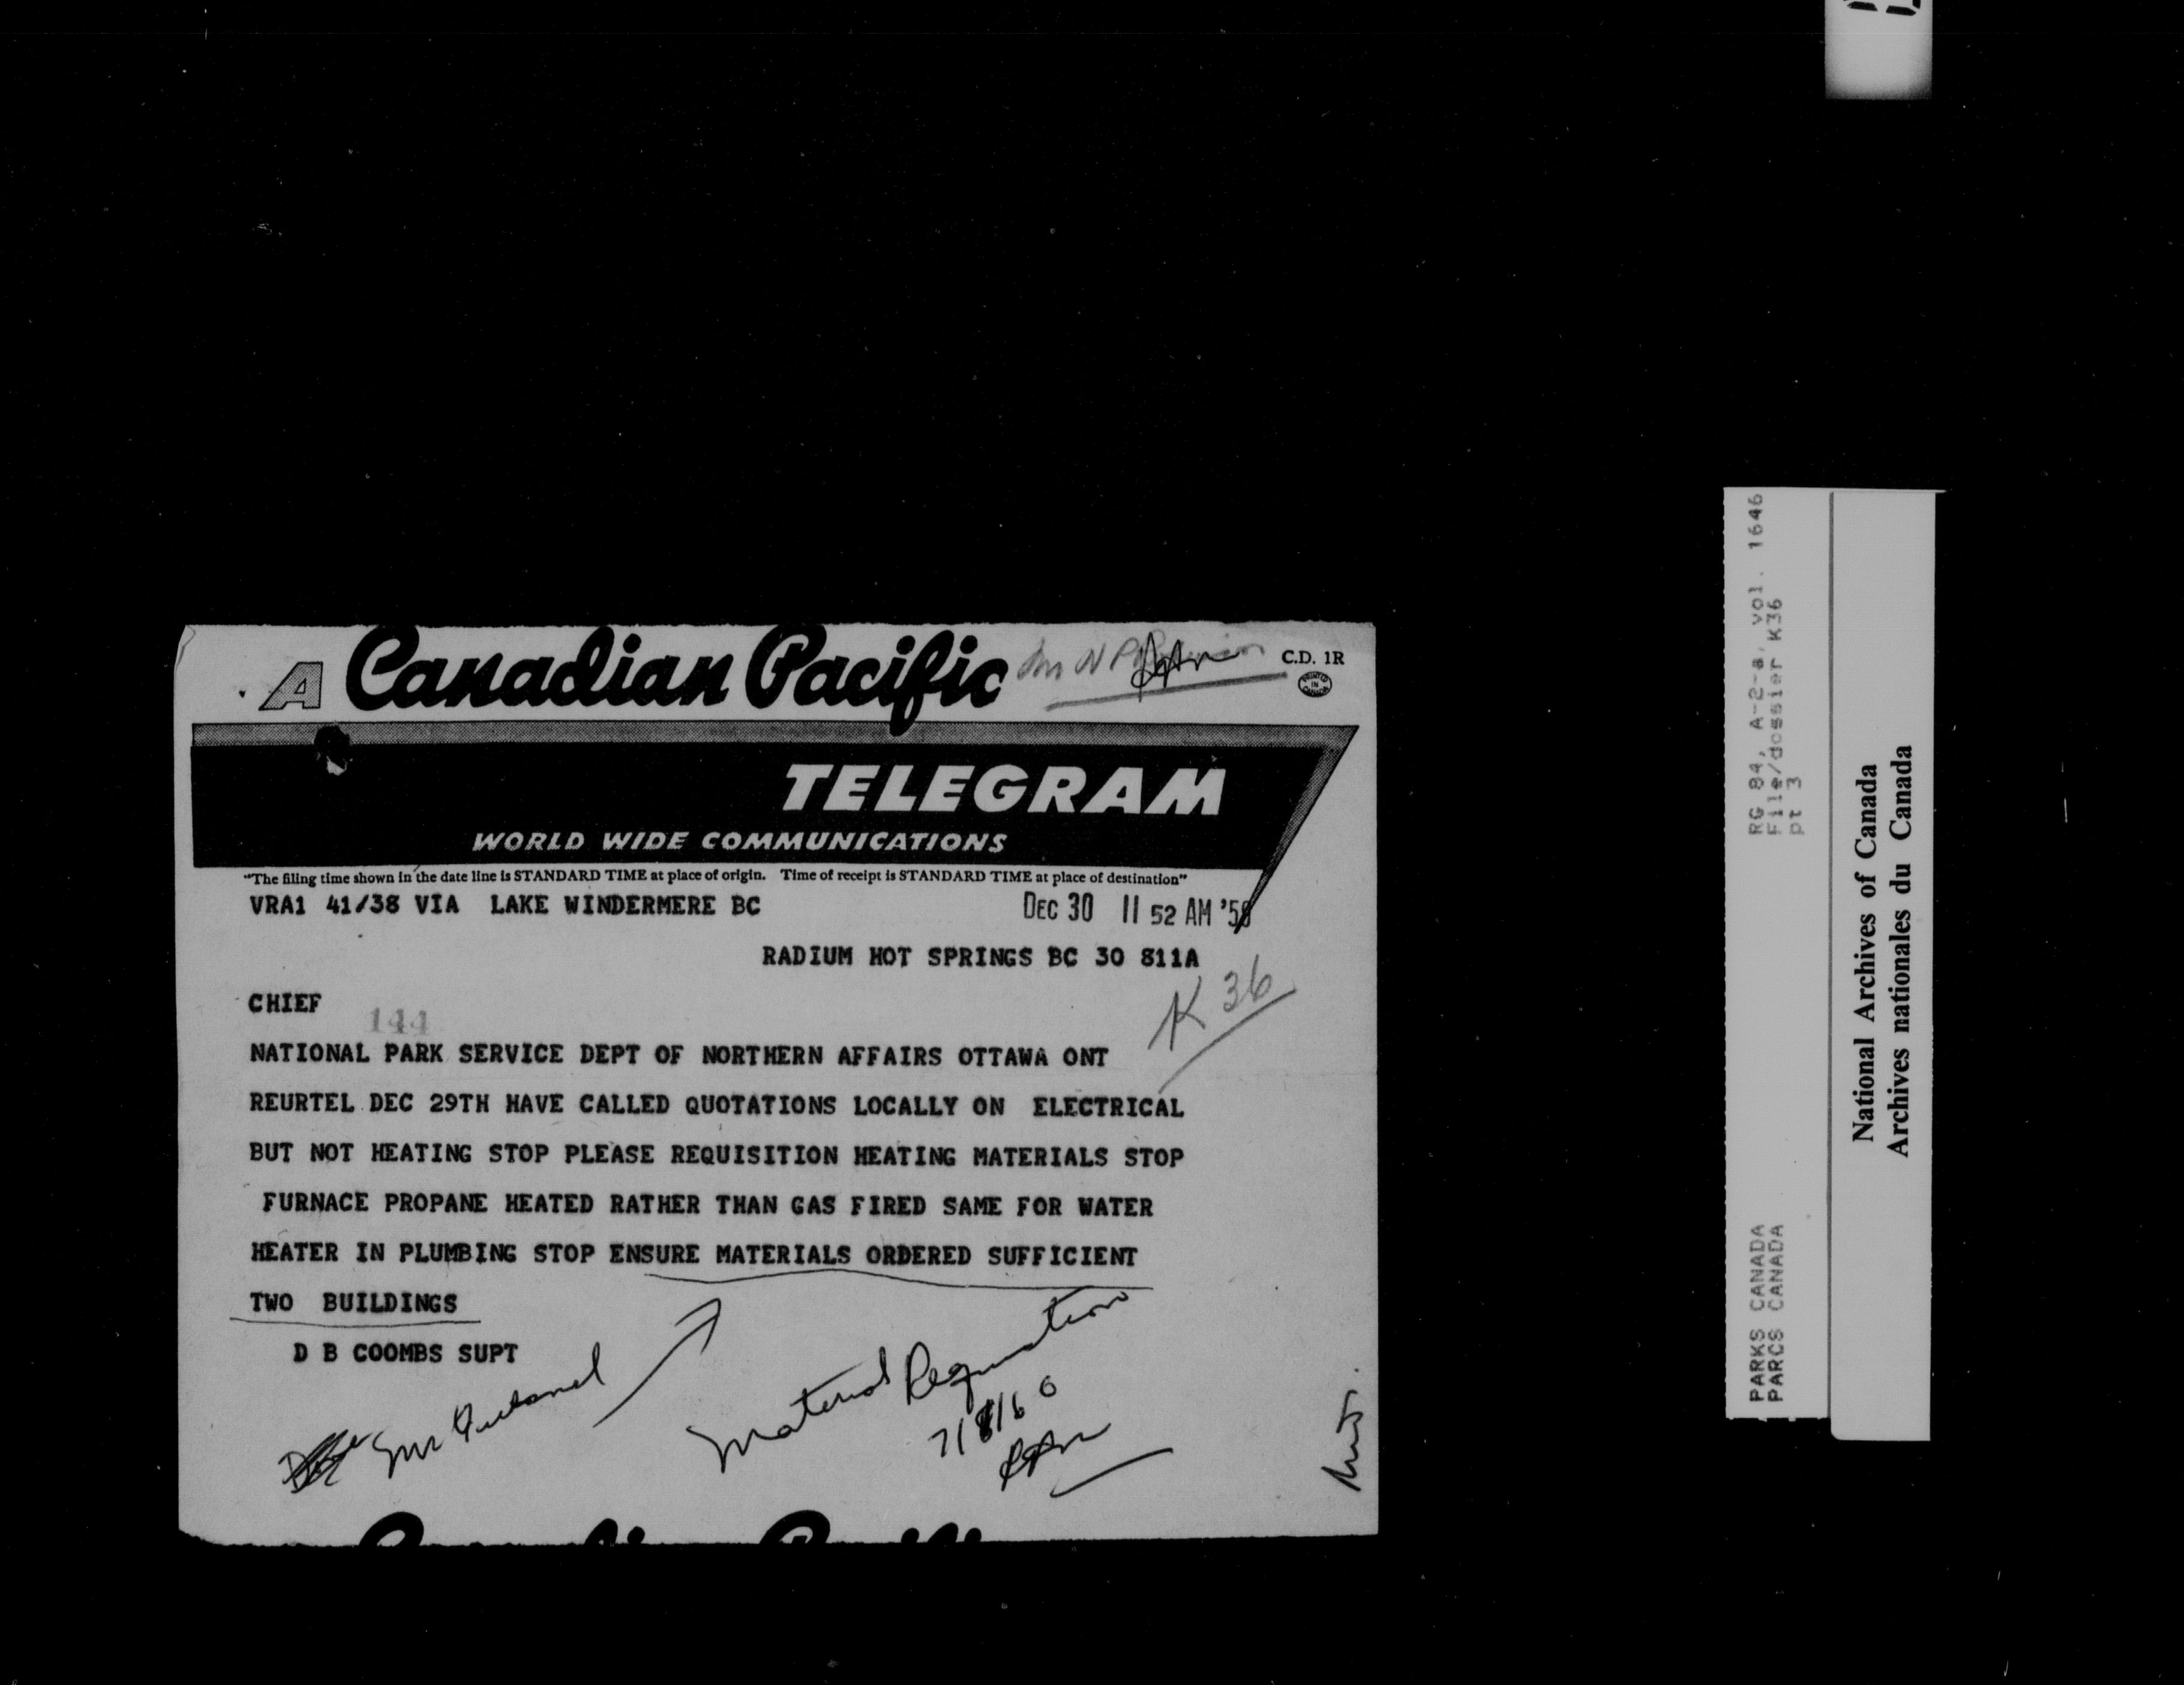 A Canadian Pacific
C.D. 1R
PRINTED IN CANADA
TELEGRAM
WORLD WIDE COMMUNICATIONS
"The filing time shown in the date line is STANDARD TIME at place of origin. Time of receipt is STANDARD TIME at place of destination"
VRA1 41/38 VIA LAKE WINDERMERE BC
DEC 30 11 52 AM
RADIUM HOT SPRINGS BC 30 811A
K 36
CHIEF
144
NATIONAL PARK SERVICE DEPT OF NORTHERN AFFAIRS OTTAWA ONT
REURTEL DEC 29TH HAVE CALLED QUOTATIONS LOCALLY ON ELECTRICAL
BUT NOT HEATING STOP PLEASE REQUISITION HEATING MATERIALS STOP
FURNACE PROPANE HEATED RATHER THAN GAS FIRED SAME FOR WATER
HEATER IN PLUMBING STOP ENSURE MATERIALS ORDERED SUFFICIENT
TWO BUILDINGS
D B COOMBS SUPT
Mr
Material Requisition
RG 84, A-2-a, vol. 1646
File/dossier K36
pt 3
PARKS CANADA
PARCS CANADA
National Archives of Canada
Archives nationales du Canada